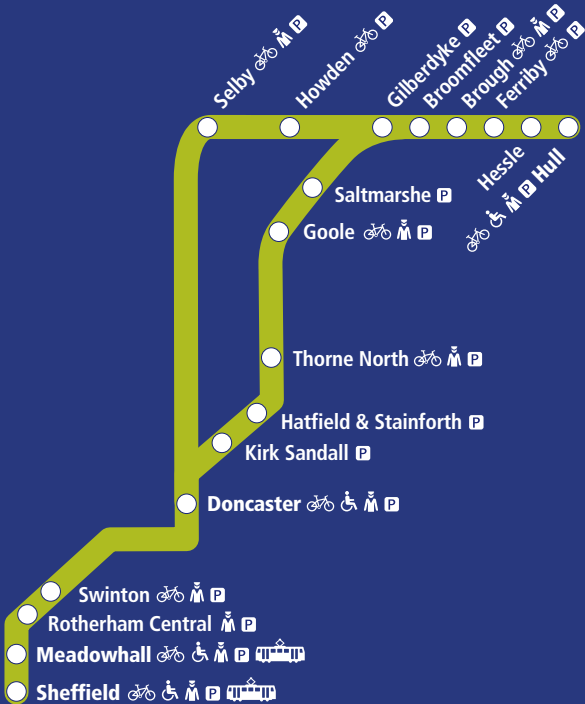 Selby P
Howden P
Gilberdyke P
Broomfleet P
Brough P
Ferriby P
Hessle
P Hull
Saltmarshe P
Goole P
Thorne North P
Hatfield & Stainforth P
Kirk Sandall P
Doncaster P
Swinton P
Rotherham Central P
Meadowhall P
Sheffield P